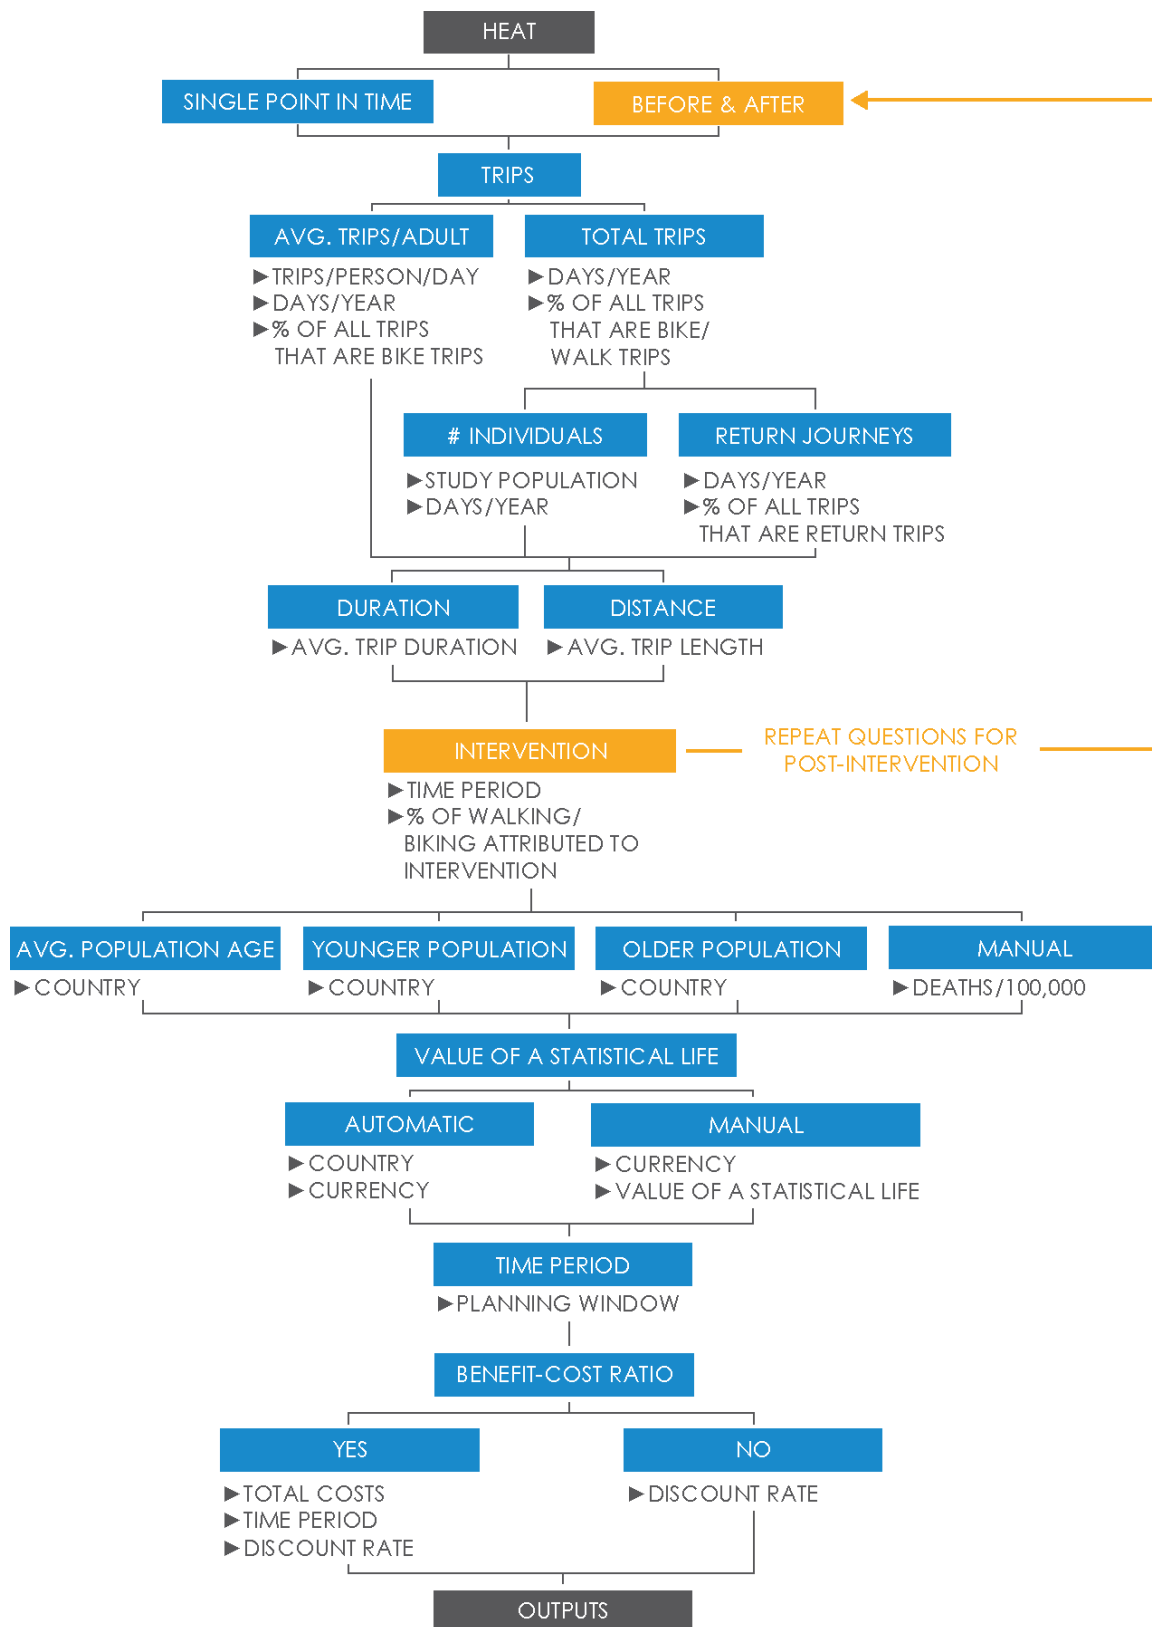 HEAT
SINGLE POINT IN TIME
BEFORE & AFTER
TRIPS
AVG. TRIPS/ADULT
►TRIPS/PERSON/DAY
►DAYS/YEAR
►% OF ALL TRIPS
THAT ARE BIKE TRIPS
TOTAL TRIPS
►DAYS/YEAR
►% OF ALL TRIPS
THAT ARE BIKE/
WALK TRIPS
# INDIVIDUALS
►STUDY POPULATION
►DAYS/YEAR
RETURN JOURNEYS
►DAYS/YEAR
►% OF ALL TRIPS
THAT ARE RETURN TRIPS
DURATION
►AVG. TRIP DURATION
DISTANCE
►AVG. TRIP LENGTH
INTERVENTION
►TIME PERIOD
►% OF WALKING/
BIKING ATTRIBUTED TO
INTERVENTION
REPEAT QUESTIONS FOR
POST-INTERVENTION
AVG. POPULATION AGE
►COUNTRY
YOUNGER POPULATION
►COUNTRY
OLDER POPULATION
►COUNTRY
MANUAL
►DEATHS/100,000
VALUE OF A STATISTICAL LIFE
AUTOMATIC
►COUNTRY
►CURRENCY
MANUAL
►CURRENCY
►VALUE OF A STATISTICAL LIFE
TIME PERIOD
►PLANNING WINDOW
BENEFIT-COST RATIO
YES
►TOTAL COSTS
►TIME PERIOD
►DISCOUNT RATE
NO
►DISCOUNT RATE
OUTPUTS